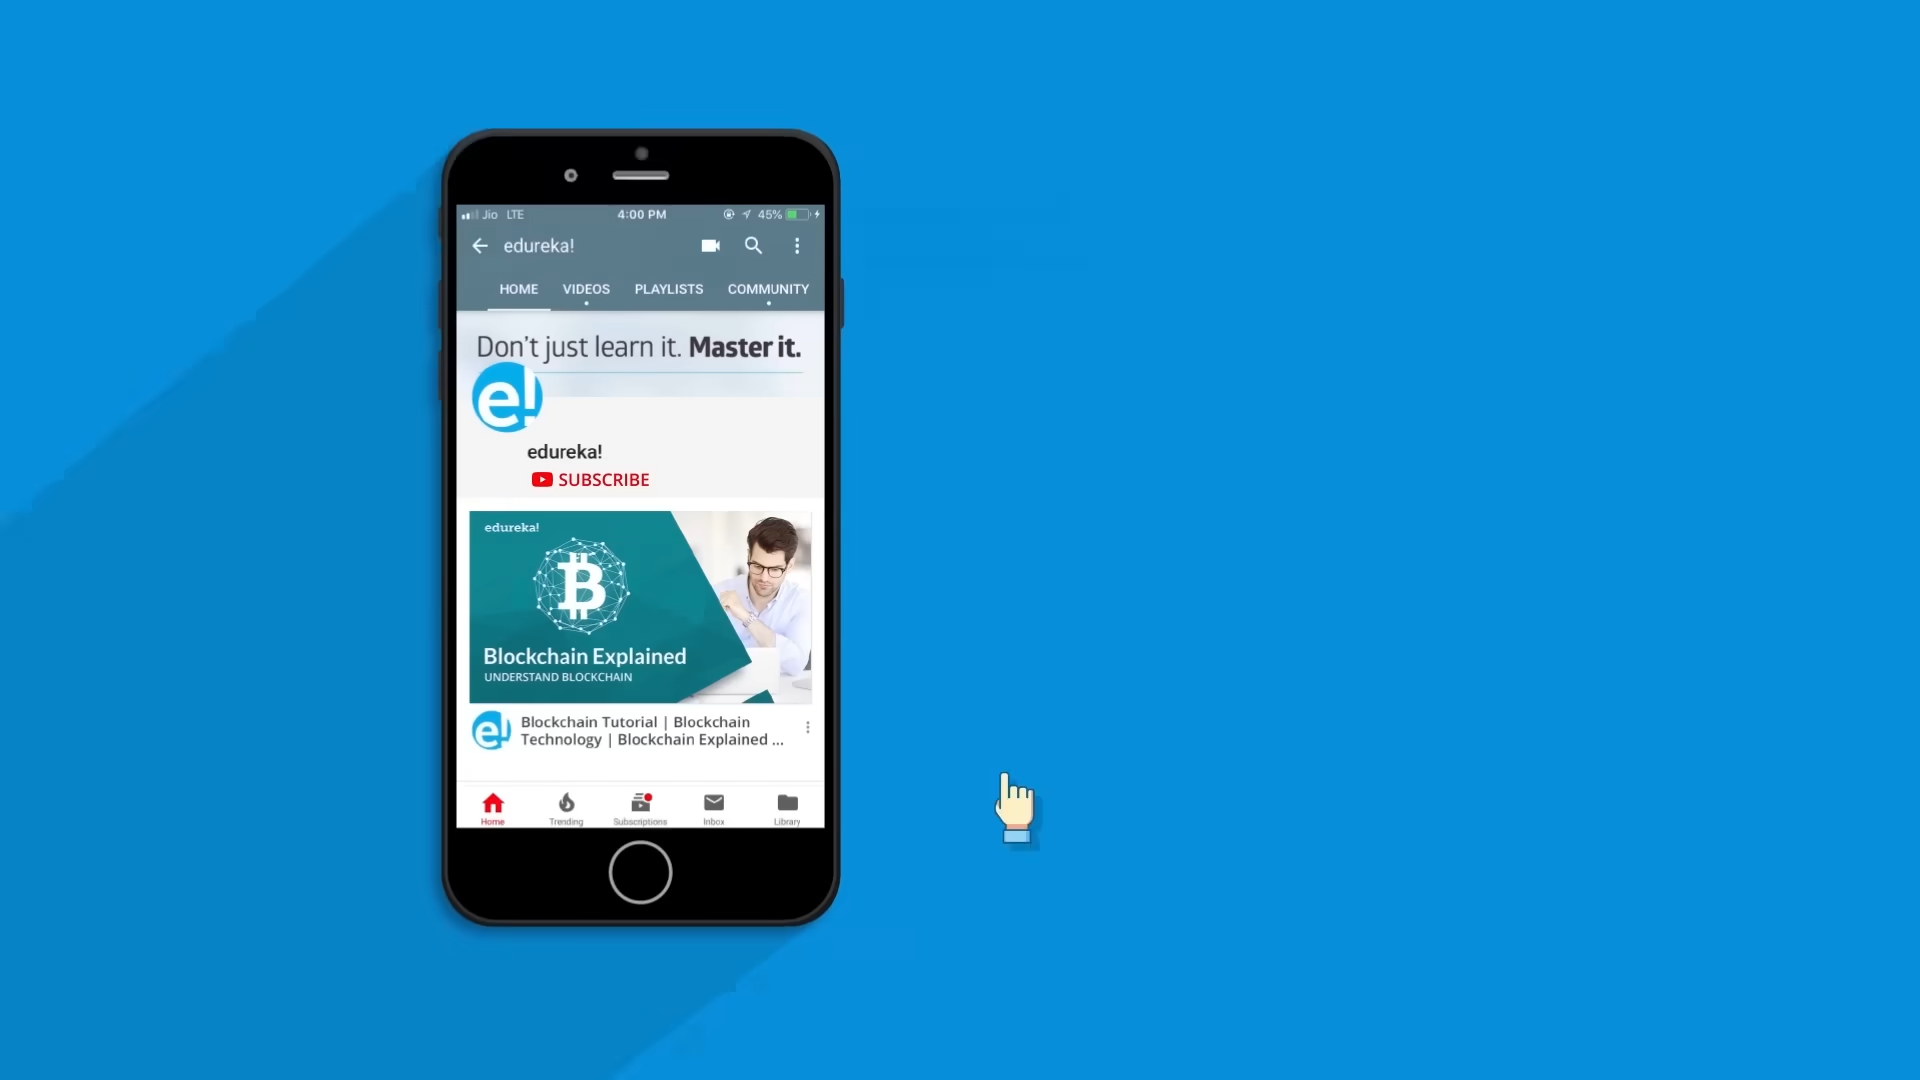 Jio LTE 4:00 PM 45%
edureka!
HOME VIDEOS PLAYLISTS COMMUNITY
Don't just learn it. Master it.
e!
edureka!
SUBSCRIBE
edureka!
B
Blockchain Explained
UNDERSTAND BLOCKCHAIN
e!
Blockchain Tutorial | Blockchain
Technology | Blockchain Explained ...
Home Trending Subscriptions Inbox Library